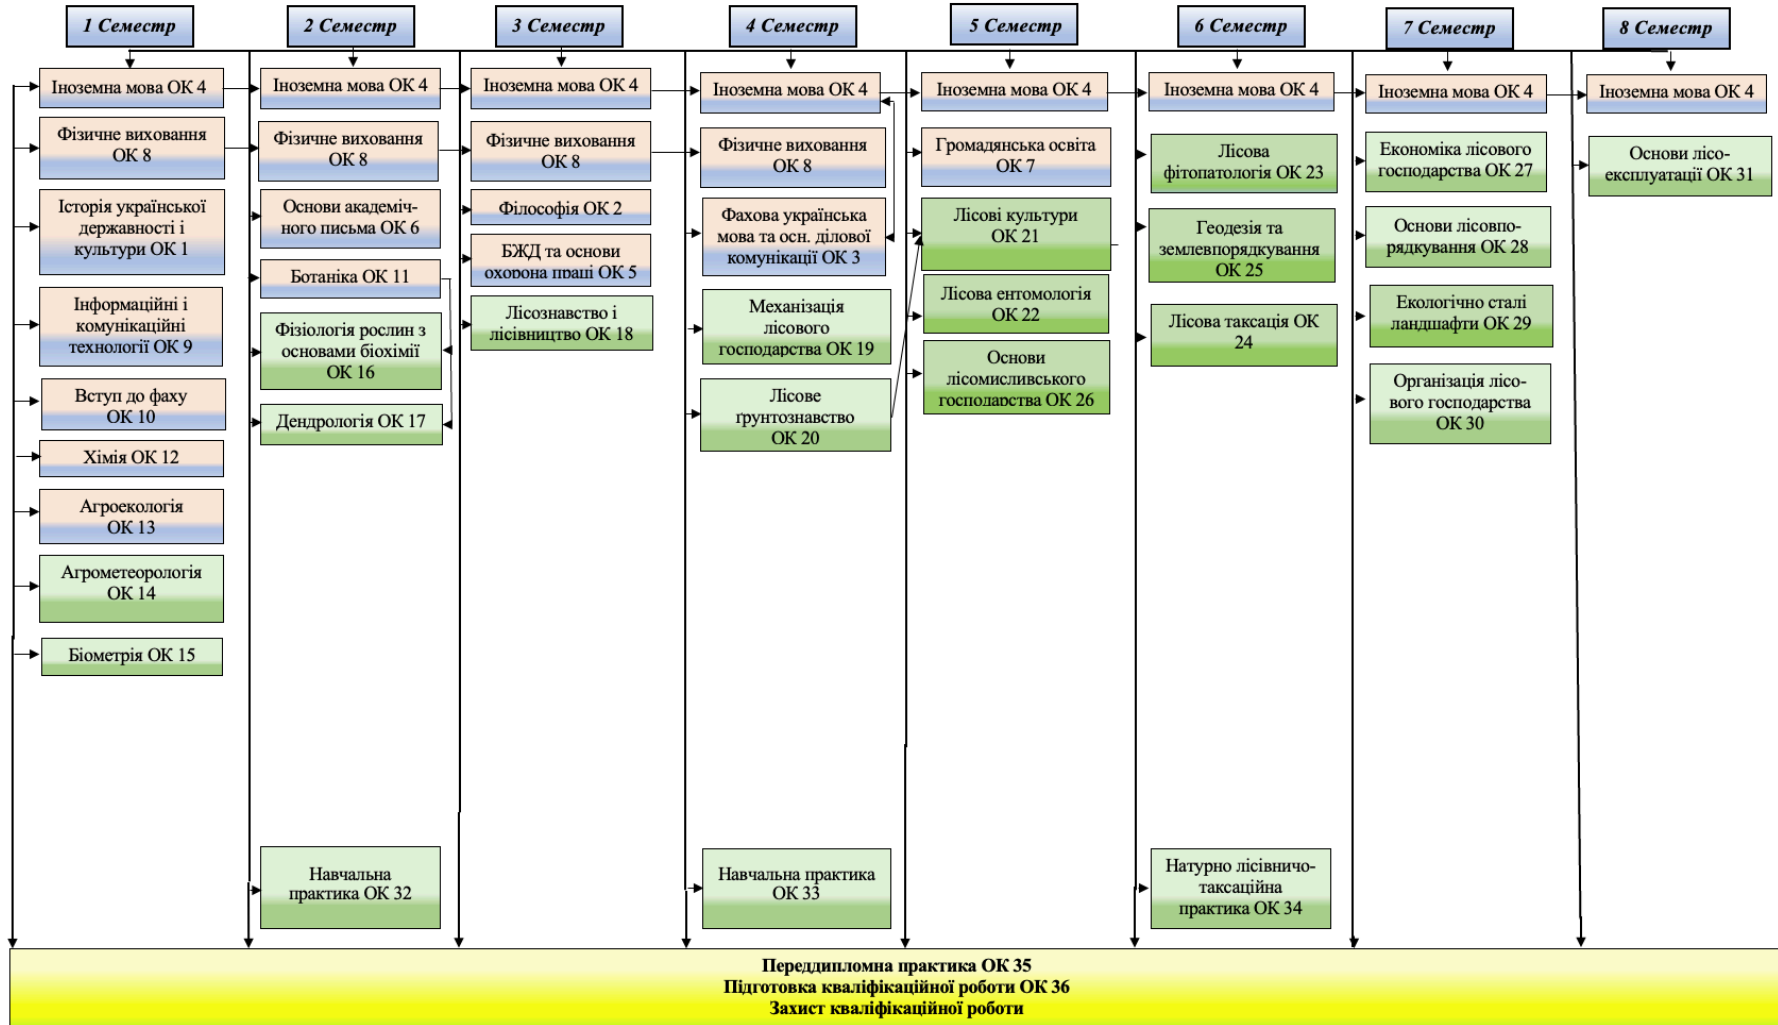 1 Семестр
2 Семестр
3 Семестр
4 Семестр
5 Семестр
6 Семестр
7 Семестр
8 Семестр
Іноземна мова ОК 4
Фізичне виховання
ОК 8
Історія української
державності і
культури ОК 1
Інформаційні і
комунікаційні
технології ОК 9
Вступ до фаху
ОК 10
Хімія ОК 12
Агроекологія
ОК 13
Агрометеорологія
ОК 14
Біометрія ОК 15
Іноземна мова ОК 4
Фізичне виховання
ОК 8
Основи академіч-
ного письма ОК 6
Ботаніка ОК 11
Фізіологія рослин з
основами біохімії
ОК 16
Дендрологія ОК 17
Навчальна
практика ОК 32
Іноземна мова ОК 4
Фізичне виховання
ОК 8
Філософія ОК 2
БЖД та основи
охорона праці ОК 5
Лісознавство і
лісівництво ОК 18
Іноземна мова ОК 4
Фізичне виховання
ОК 8
Фахова українська
мова та осн. ділової
комунікації ОК 3
Механізація
лісового
господарства ОК 19
Лісове
ґрунтознавство
ОК 20
Навчальна практика
ОК 33
Іноземна мова ОК 4
Громадянська освіта
ОК 7
Лісові культури
ОК 21
Лісова ентомологія
ОК 22
Основи
лісомисливського
господарства ОК 26
Іноземна мова ОК 4
Лісова
фітопатологія ОК 23
Геодезія та
землевпорядкування
ОК 25
Лісова таксація ОК
24
Натурно лісівничо-
таксаційна
практика ОК 34
Іноземна мова ОК 4
Економіка лісового
господарства ОК 27
Основи лісовпо-
рядкування ОК 28
Екологічно сталі
ландшафти ОК 29
Організація лісо-
вого господарства
ОК 30
Іноземна мова ОК 4
Основи лісо-
експлуатації ОК 31
Переддипломна практика ОК 35
Підготовка кваліфікаційної роботи ОК 36
Захист кваліфікаційної роботи